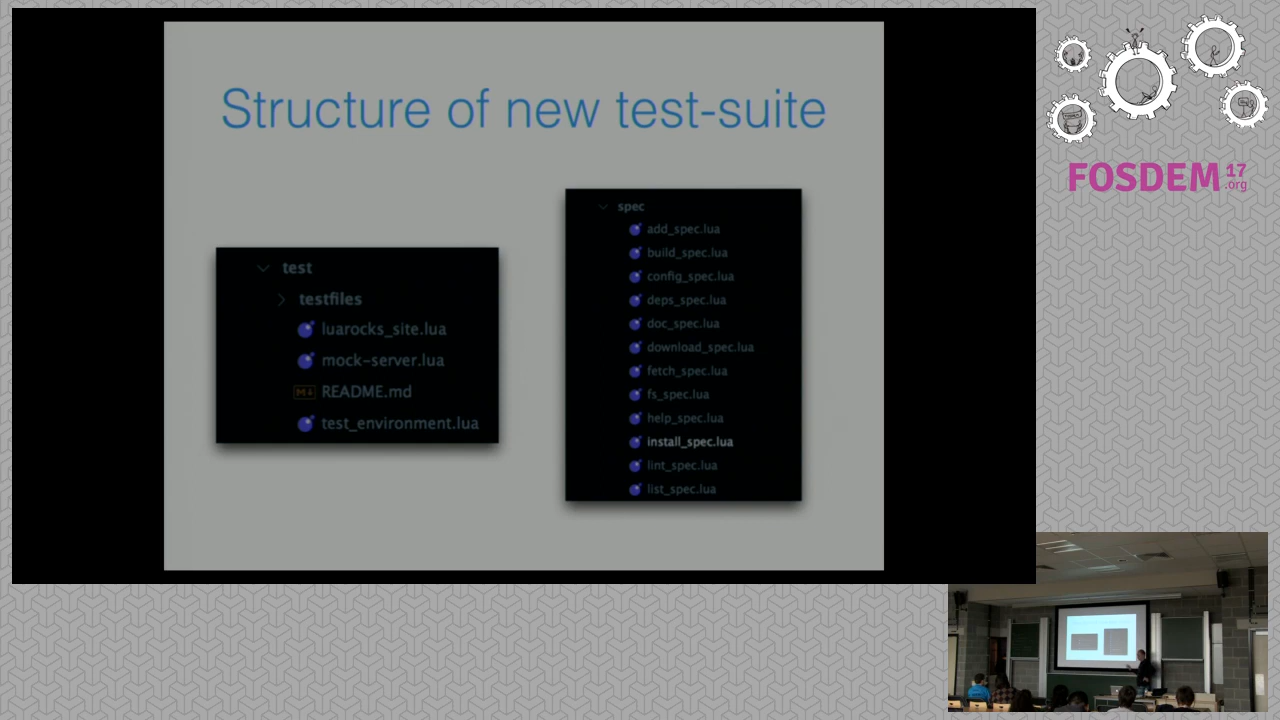 Structure of new test-suite
test
testfiles
luarocks_site.lua
mock-server.lua
M↓ README.md
test_environment.lua
spec
add_spec.lua
build_spec.lua
config_spec.lua
deps_spec.lua
doc_spec.lua
download_spec.lua
fetch_spec.lua
fs_spec.lua
help_spec.lua
install_spec.lua
lint_spec.lua
list_spec.lua
FOSDEM 17
.org